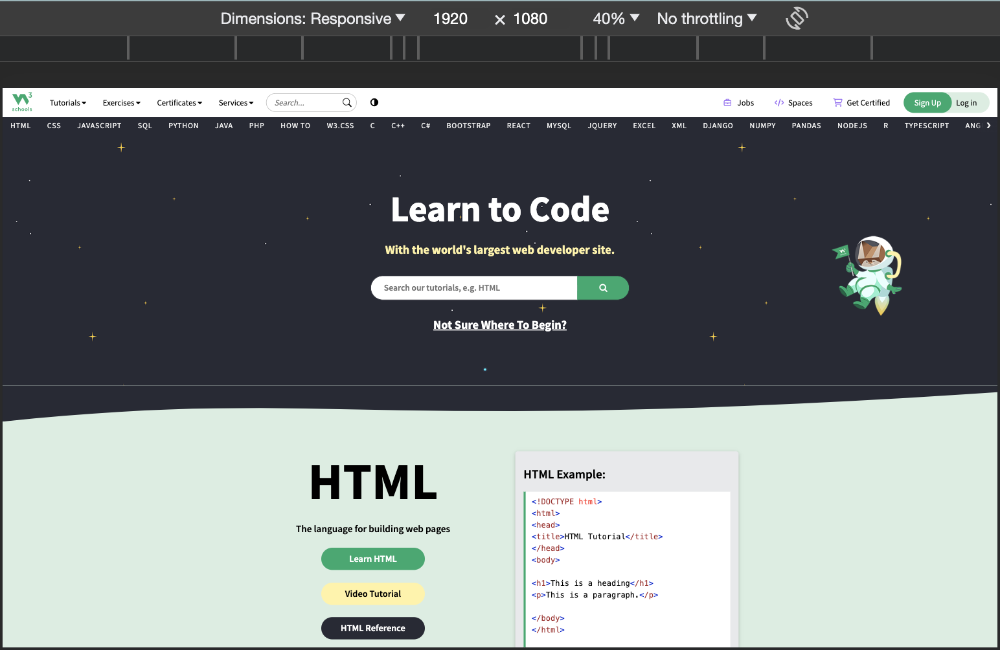 Dimensions: Responsive ▼ 1920 × 1080 40% ▼ No throttling ▼
W3 schools Tutorials Exercises Certificates Services Search... Jobs Spaces Get Certified Sign Up Log in
HTML CSS JAVASCRIPT SQL PYTHON JAVA PHP HOW TO W3.CSS C C++ C# BOOTSTRAP REACT MYSQL JQUERY EXCEL XML DJANGO NUMPY PANDAS NODEJS R TYPESCRIPT ANG
Learn to Code
With the world's largest web developer site.
Search our tutorials, e.g. HTML
Not Sure Where To Begin?
HTML
The language for building web pages
Learn HTML
Video Tutorial
HTML Reference
HTML Example:
<!DOCTYPE html>
<html>
<head>
<title>HTML Tutorial</title>
</head>
<body>
<h1>This is a heading</h1>
<p>This is a paragraph.</p>
</body>
</html>